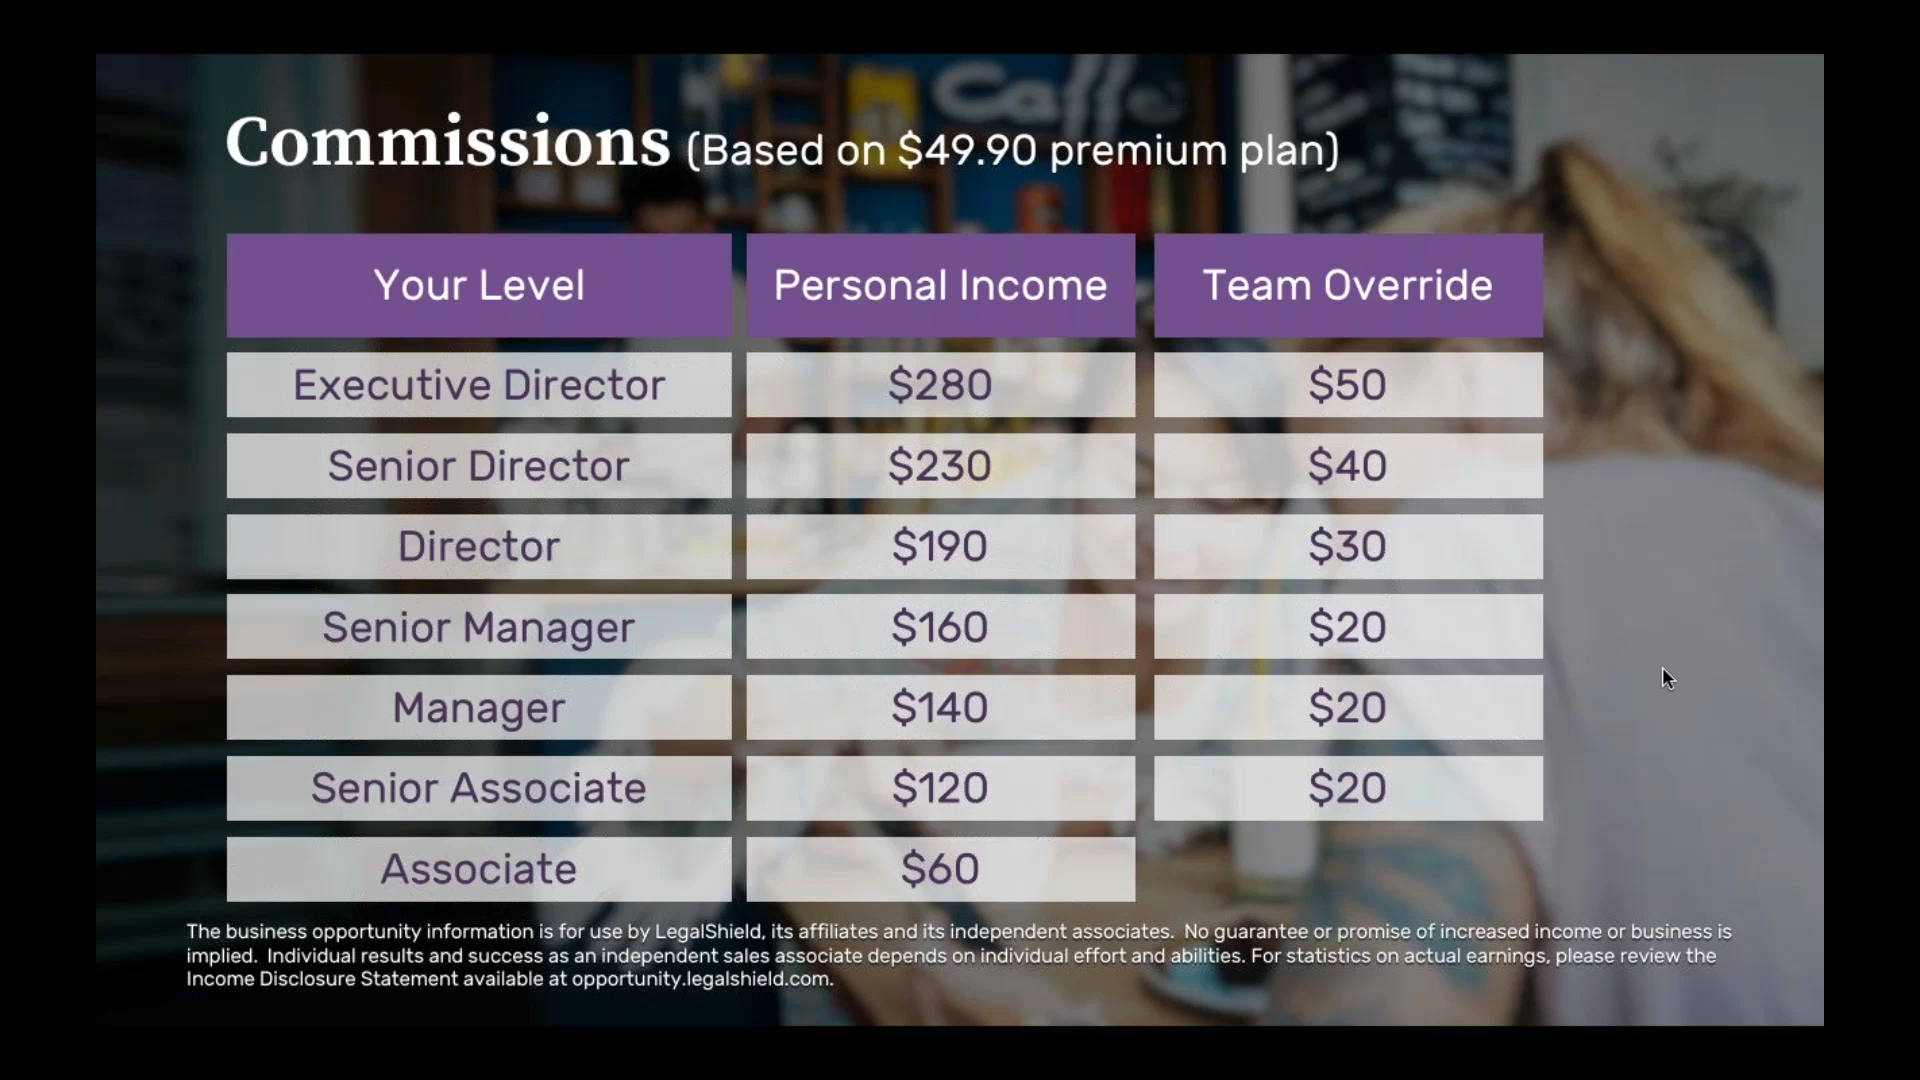 Caffè
Commissions (Based on $49.90 premium plan)
Your Level Personal Income Team Override
Executive Director $280 $50
Senior Director $230 $40
Director $190 $30
Senior Manager $160 $20
Manager $140 $20
Senior Associate $120 $20
Associate $60
The business opportunity information is for use by LegalShield, its affiliates and its independent associates. No guarantee or promise of increased income or business is
implied. Individual results and success as an independent sales associate depends on individual effort and abilities. For statistics on actual earnings, please review the
Income Disclosure Statement available at opportunity.legalshield.com.